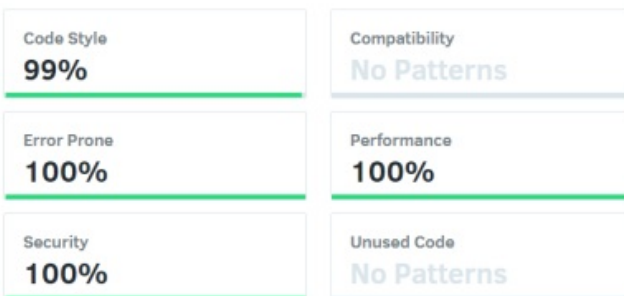 Code Style
99%
Compatibility
No Patterns
Error Prone
100%
Performance
100%
Security
100%
Unused Code
No Patterns